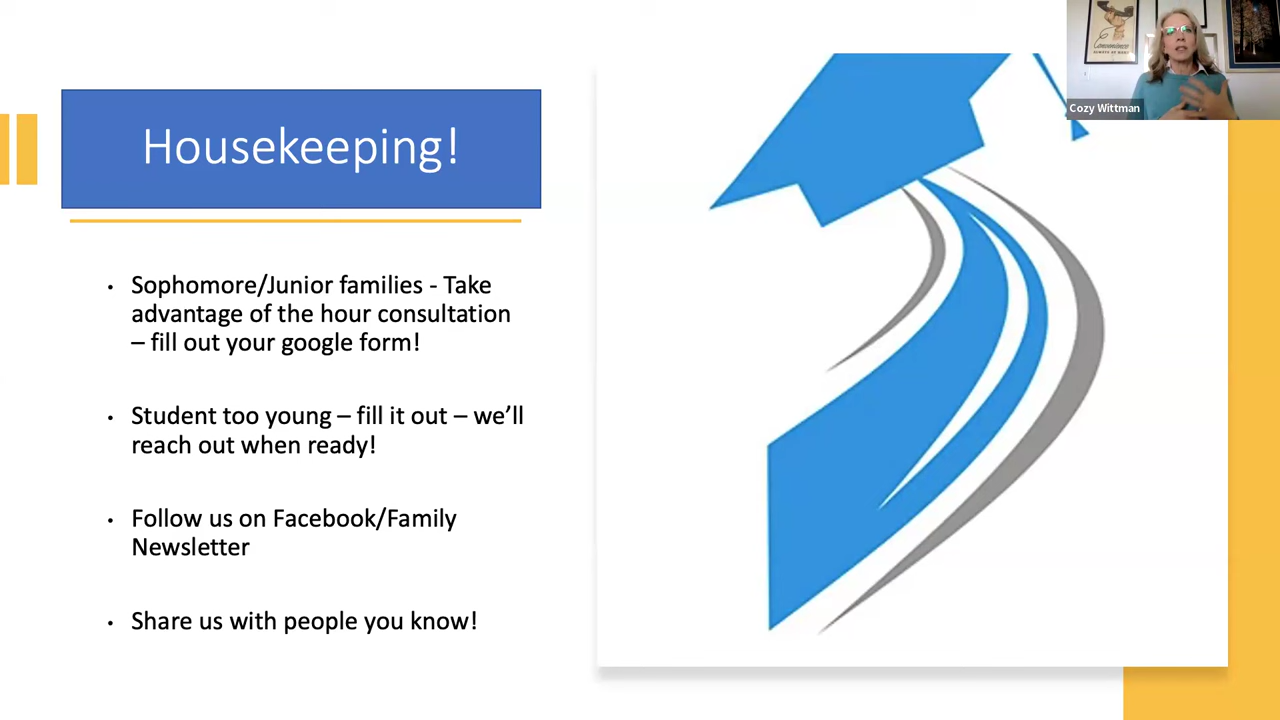 Housekeeping!
Sophomore/Junior families - Take
advantage of the hour consultation
– fill out your google form!
Student too young – fill it out – we’ll
reach out when ready!
Follow us on Facebook/Family
Newsletter
Share us with people you know!
Cozy Wittman